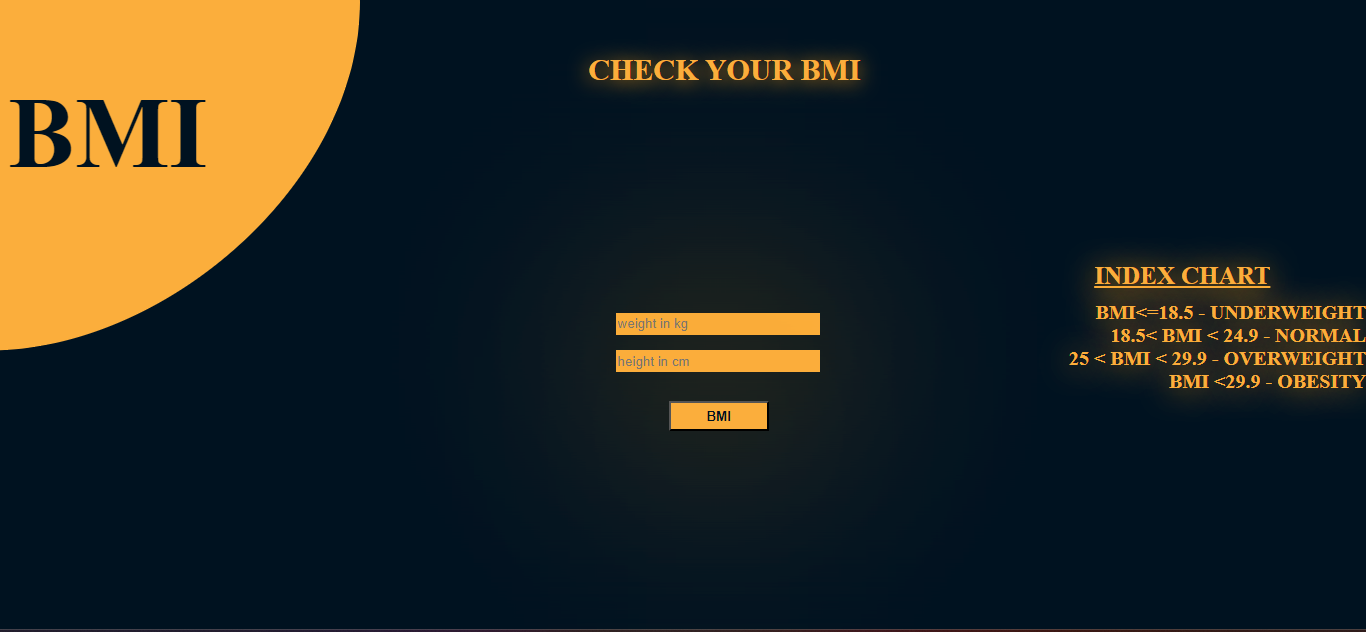 CHECK YOUR BMI
BMI
INDEX CHART
BMI<=18.5 - UNDERWEIGHT
18.5< BMI < 24.9 - NORMAL
25 < BMI < 29.9 - OVERWEIGHT
BMI <29.9 - OBESITY
weight in kg
height in cm
BMI